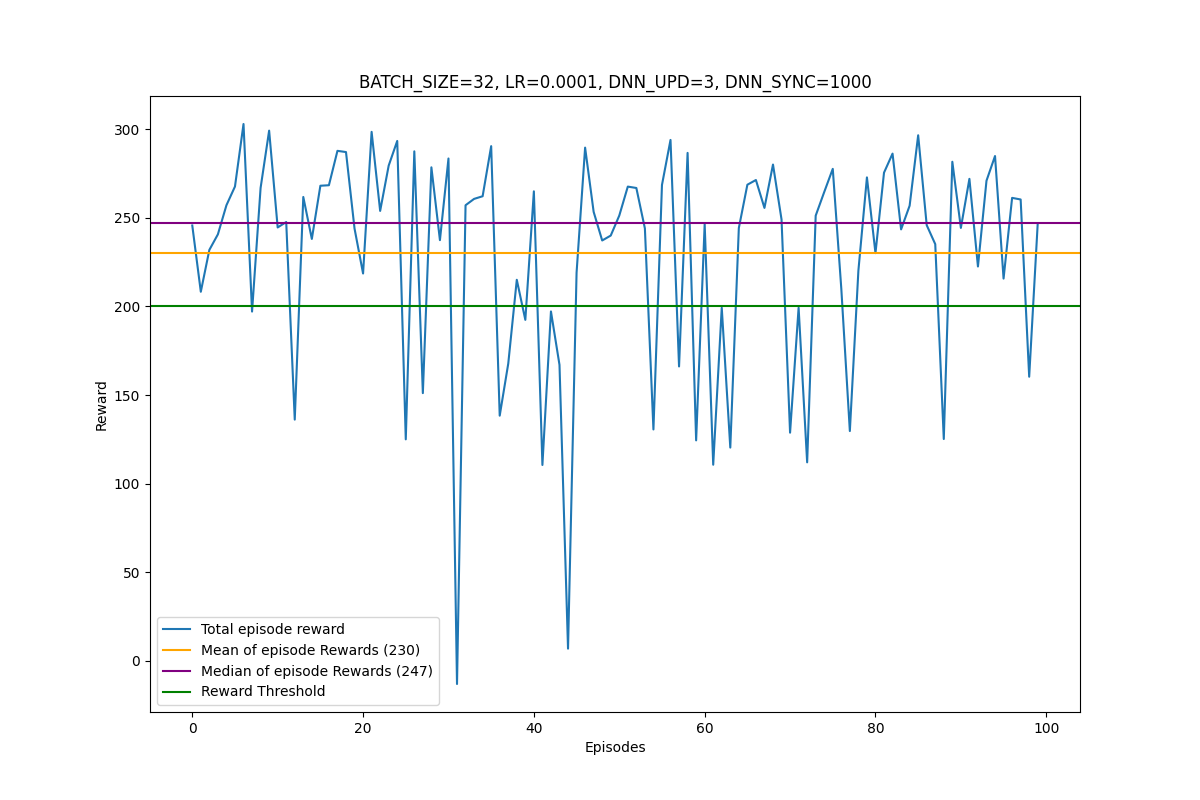 BATCH_SIZE=32, LR=0.0001, DNN_UPD=3, DNN_SYNC=1000
300
250
200
150
100
50
0
Reward
Total episode reward
Mean of episode Rewards (230)
Median of episode Rewards (247)
Reward Threshold
0 20 40 60 80 100
Episodes